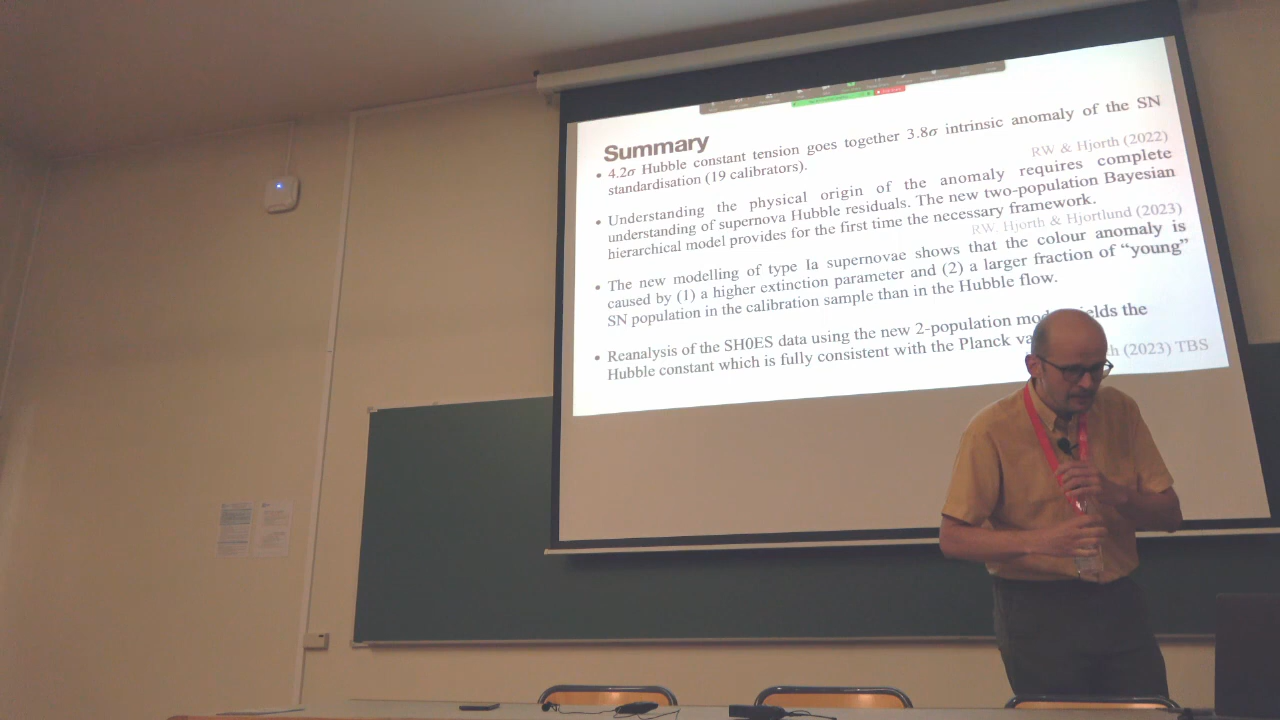 Summary
• 4.2σ Hubble constant tension goes together 3.8σ intrinsic anomaly of the SN
standardisation (19 calibrators).
RW & Hjorth (2022)
• Understanding the physical origin of the anomaly requires complete
understanding of supernova Hubble residuals. The new two-population Bayesian
hierarchical model provides for the first time the necessary framework.
RW, Hjorth & Hjortlund (2023)
• The new modelling of type Ia supernovae shows that the colour anomaly is
caused by (1) a higher extinction parameter and (2) a larger fraction of “young”
SN population in the calibration sample than in the Hubble flow.
• Reanalysis of the SH0ES data using the new 2-population yields the
Hubble constant which is fully consistent with the Planck
(2023) TBS